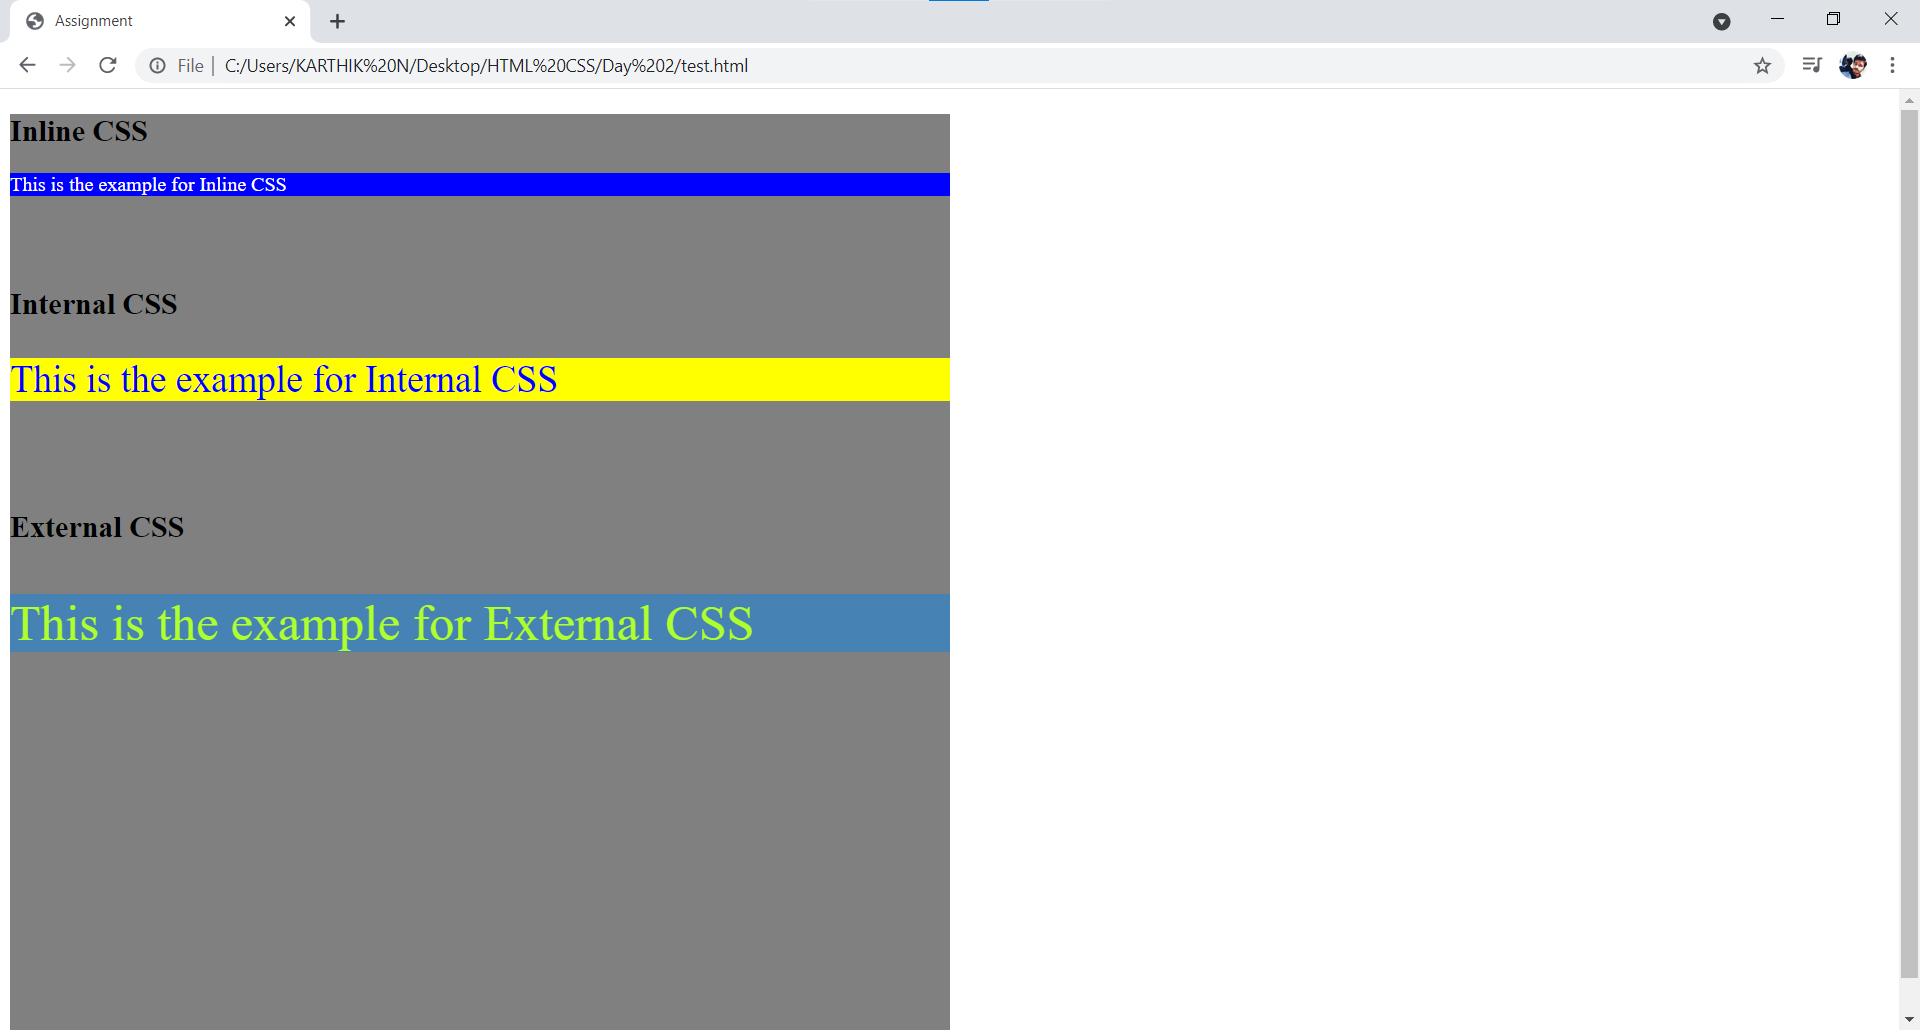 Assignment
File | C:/Users/KARTHIK%20N/Desktop/HTML%20CSS/Day%202/test.html
Inline CSS
This is the example for Inline CSS
Internal CSS
This is the example for Internal CSS
External CSS
This is the example for External CSS